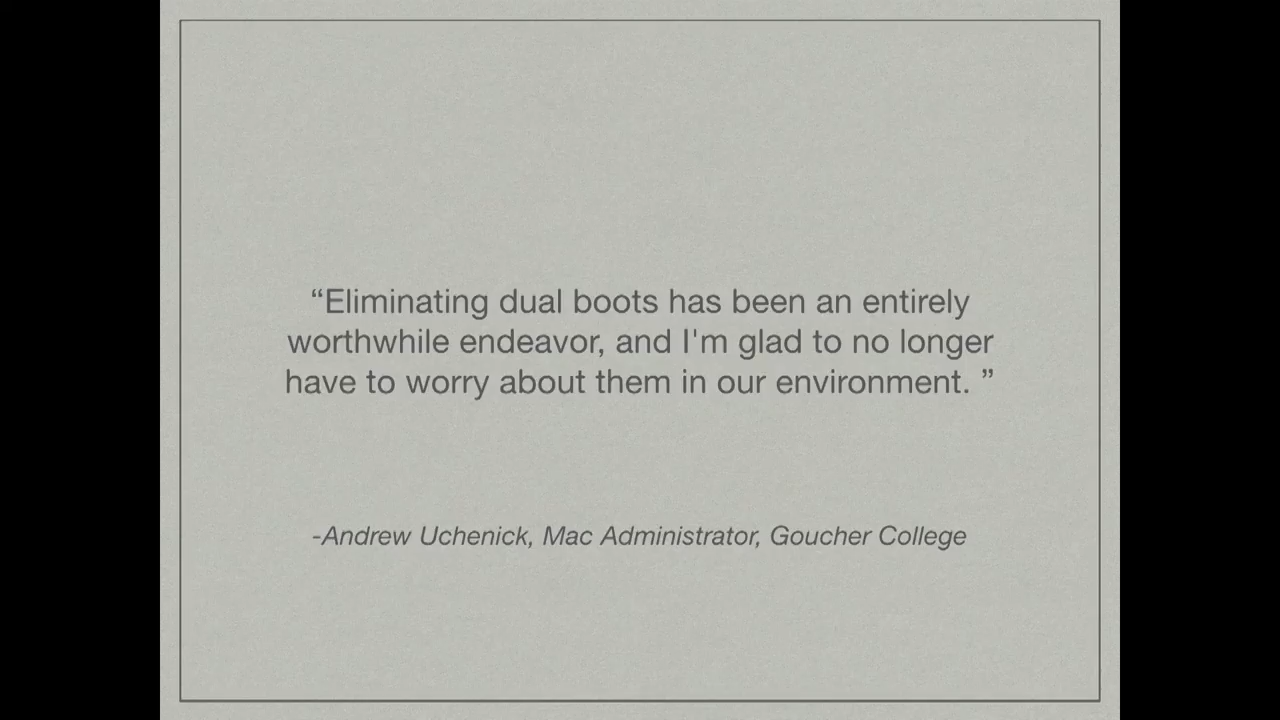 “Eliminating dual boots has been an entirely
worthwhile endeavor, and I'm glad to no longer
have to worry about them in our environment. ”
-Andrew Uchenick, Mac Administrator, Goucher College